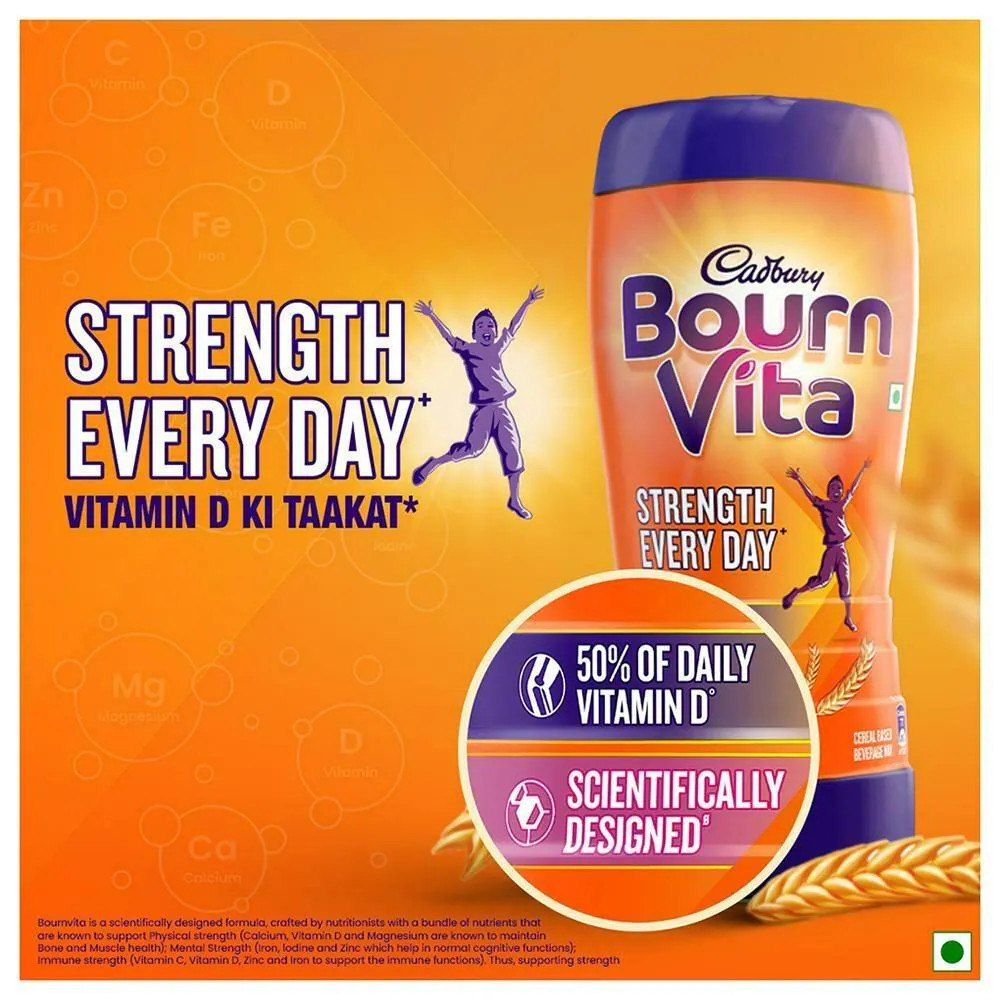 C
Vitamin
D
Vitamin
Zn
Zinc
Fe
Iron
STRENGTH
EVERY DAY+
VITAMIN D KI TAAKAT*
Iodin
Mg
Magnesium
D
Vitamin
Ca
Calcium
Cadbury
Bourn
Vita
STRENGTH
EVERY DAY+
50% OF DAILY
VITAMIN D°
SCIENTIFICALLY
DESIGNED
CEREAL BASED
BEVERAGE MIX
Bournvita is a scientifically designed formula, crafted by nutritionists with a bundle of nutrients that
are known to support Physical strength (Calcium, Vitamin D and Magnesium are known to maintain
Bone and Muscle health); Mental Strength (Iron, Iodine and Zinc which help in normal cognitive functions);
Immune strength (Vitamin C, Vitamin D, Zinc and Iron to support the immune functions). Thus, supporting strength